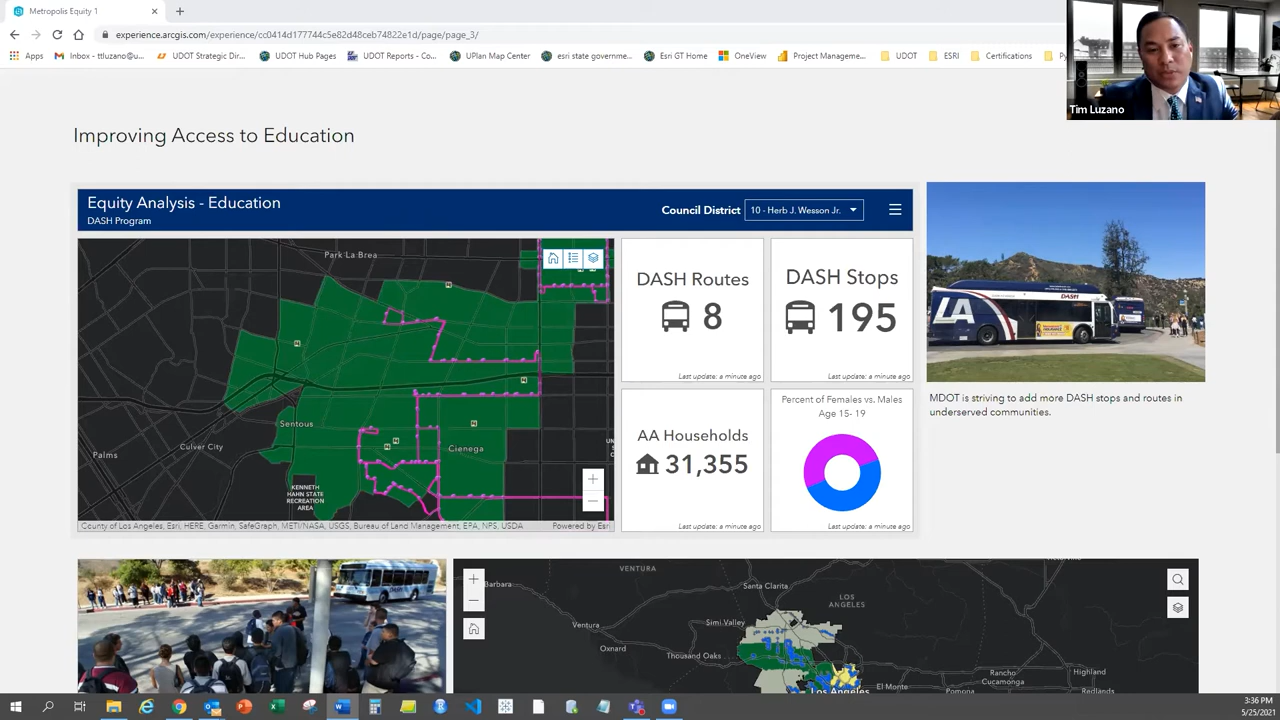 Metropolis Equity 1
experience.arcgis.com/experience/cc0414d177744c5e82d48ceb74822e1d/page/page_3/
Apps
Inbox - ttluzano@u...
UDOT Strategic Dir...
UDOT Hub Pages
UPlan Map Center
esri state governme...
Esri GT Home
OneView
Project Manageme...
UDOT
ESRI
Certifications
Tim Luzano
Improving Access to Education
Equity Analysis - Education
DASH Program
Council District
10 - Herb J. Wesson Jr.
Park La Brea
Culver City
Palms
Sentous
Cienega
KENNETH
HAHN STATE
RECREATION
AREA
County of Los Angeles, Esri, HERE, Garmin, SafeGraph, METI/NASA, USGS, Bureau of Land Management, EPA, NPS, USDA
Powered by Esri
DASH Routes
8
Last update: a minute ago
DASH Stops
195
Last update: a minute ago
AA Households
31,355
Last update: a minute ago
Percent of Females vs. Males
Age 15- 19
Last update: a minute ago
LA
DASH
MDOT is striving to add more DASH stops and routes in
underserved communities.
VENTURA
Barbara
Santa Clarita
LOS
ANGELES
Ventura
Simi Valley
Oxnard
Thousand Oaks
Los Angeles
El Monte
Rancho
Cucamonga
Pomona
Highland
Redlands
3:36 PM
5/25/2021